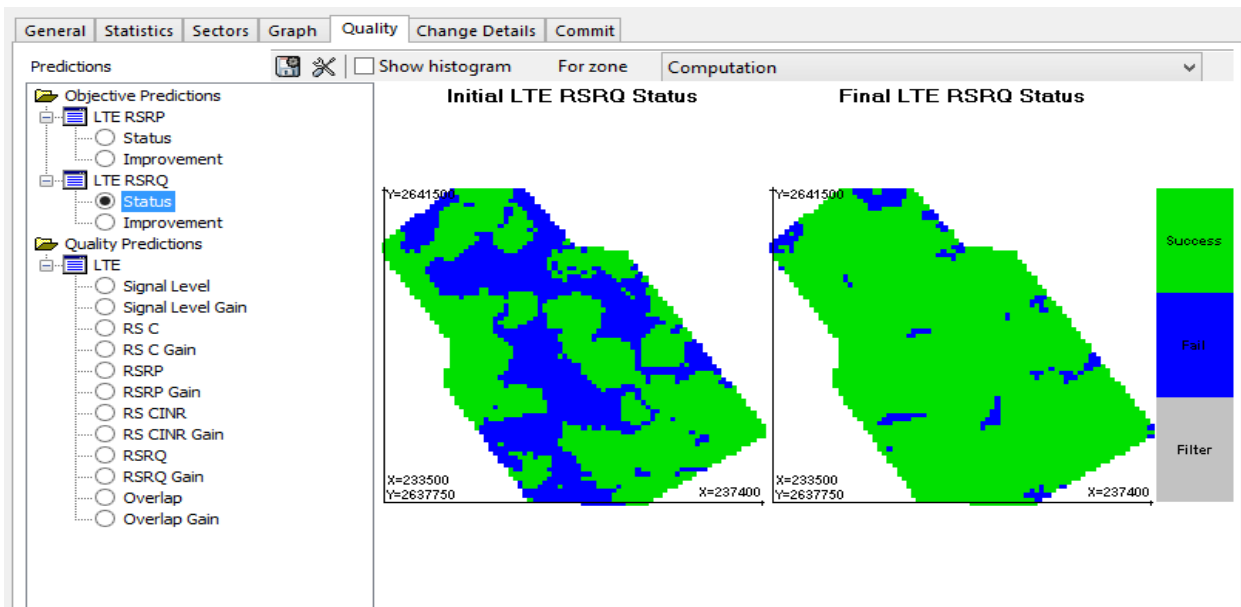 General Statistics Sectors Graph Quality Change Details Commit
Predictions Show histogram For zone Computation
Objective Predictions
LTE RSRP
Status
Improvement
LTE RSRQ
Status
Improvement
Quality Predictions
LTE
Signal Level
Signal Level Gain
RS C
RS C Gain
RSRP
RSRP Gain
RS CINR
RS CINR Gain
RSRQ
RSRQ Gain
Overlap
Overlap Gain
Initial LTE RSRQ Status
Y=2641500
X=233500
Y=2637750
X=237400
Final LTE RSRQ Status
Y=2641500
X=233500
Y=2637750
X=237400
Success
Fail
Filter